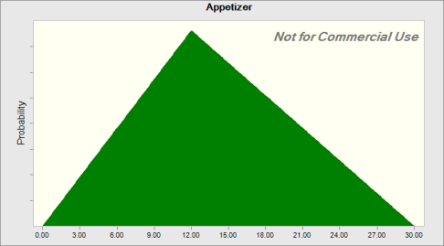 Appetizer
Not for Commercial Use
Probability
0.00 3.00 6.00 9.00 12.00 15.00 18.00 21.00 24.00 27.00 30.00